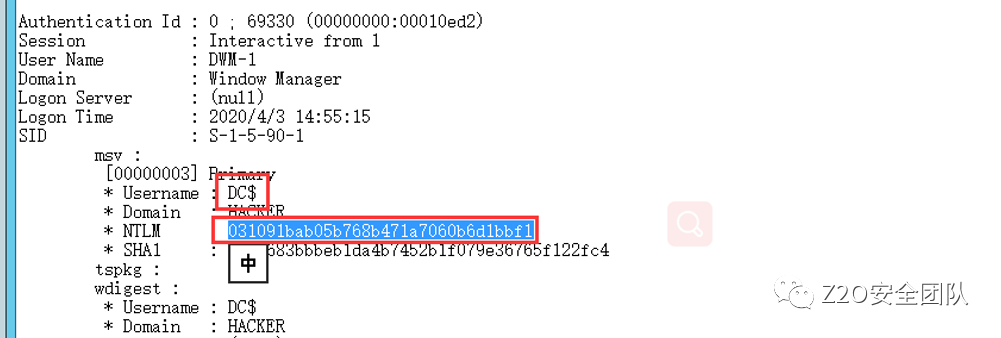 Authentication Id : 0 ; 69330 (00000000:00010ed2)
Session : Interactive from 1
User Name : DWM-1
Domain : Window Manager
Logon Server : (null)
Logon Time : 2020/4/3 14:55:15
SID : S-1-5-90-1
msv :
[00000003] Primary
* Username : DC$
* Domain : HACKER
* NTLM 031091bab05b768b471a7060b6d1bbf1
* SHA1 : 683bbbeb1da4b7452b1f079e36765f122fc4
中
tspkg :
wdigest :
* Username : DC$
* Domain : HACKER
Z2O安全团队